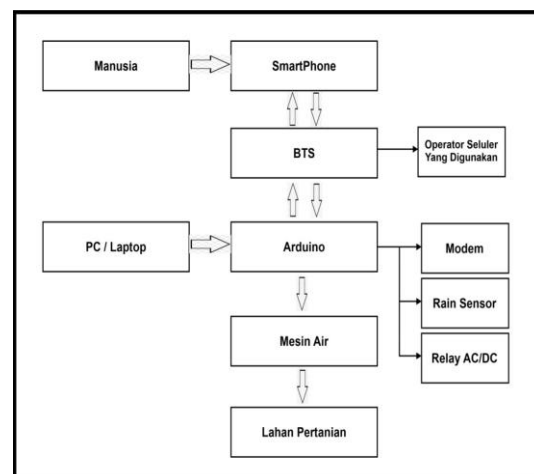 Manusia
SmartPhone
BTS
Operator Seluler
Yang Digunakan
PC / Laptop
Arduino
Modem
Rain Sensor
Mesin Air
Relay AC/DC
Lahan Pertanian